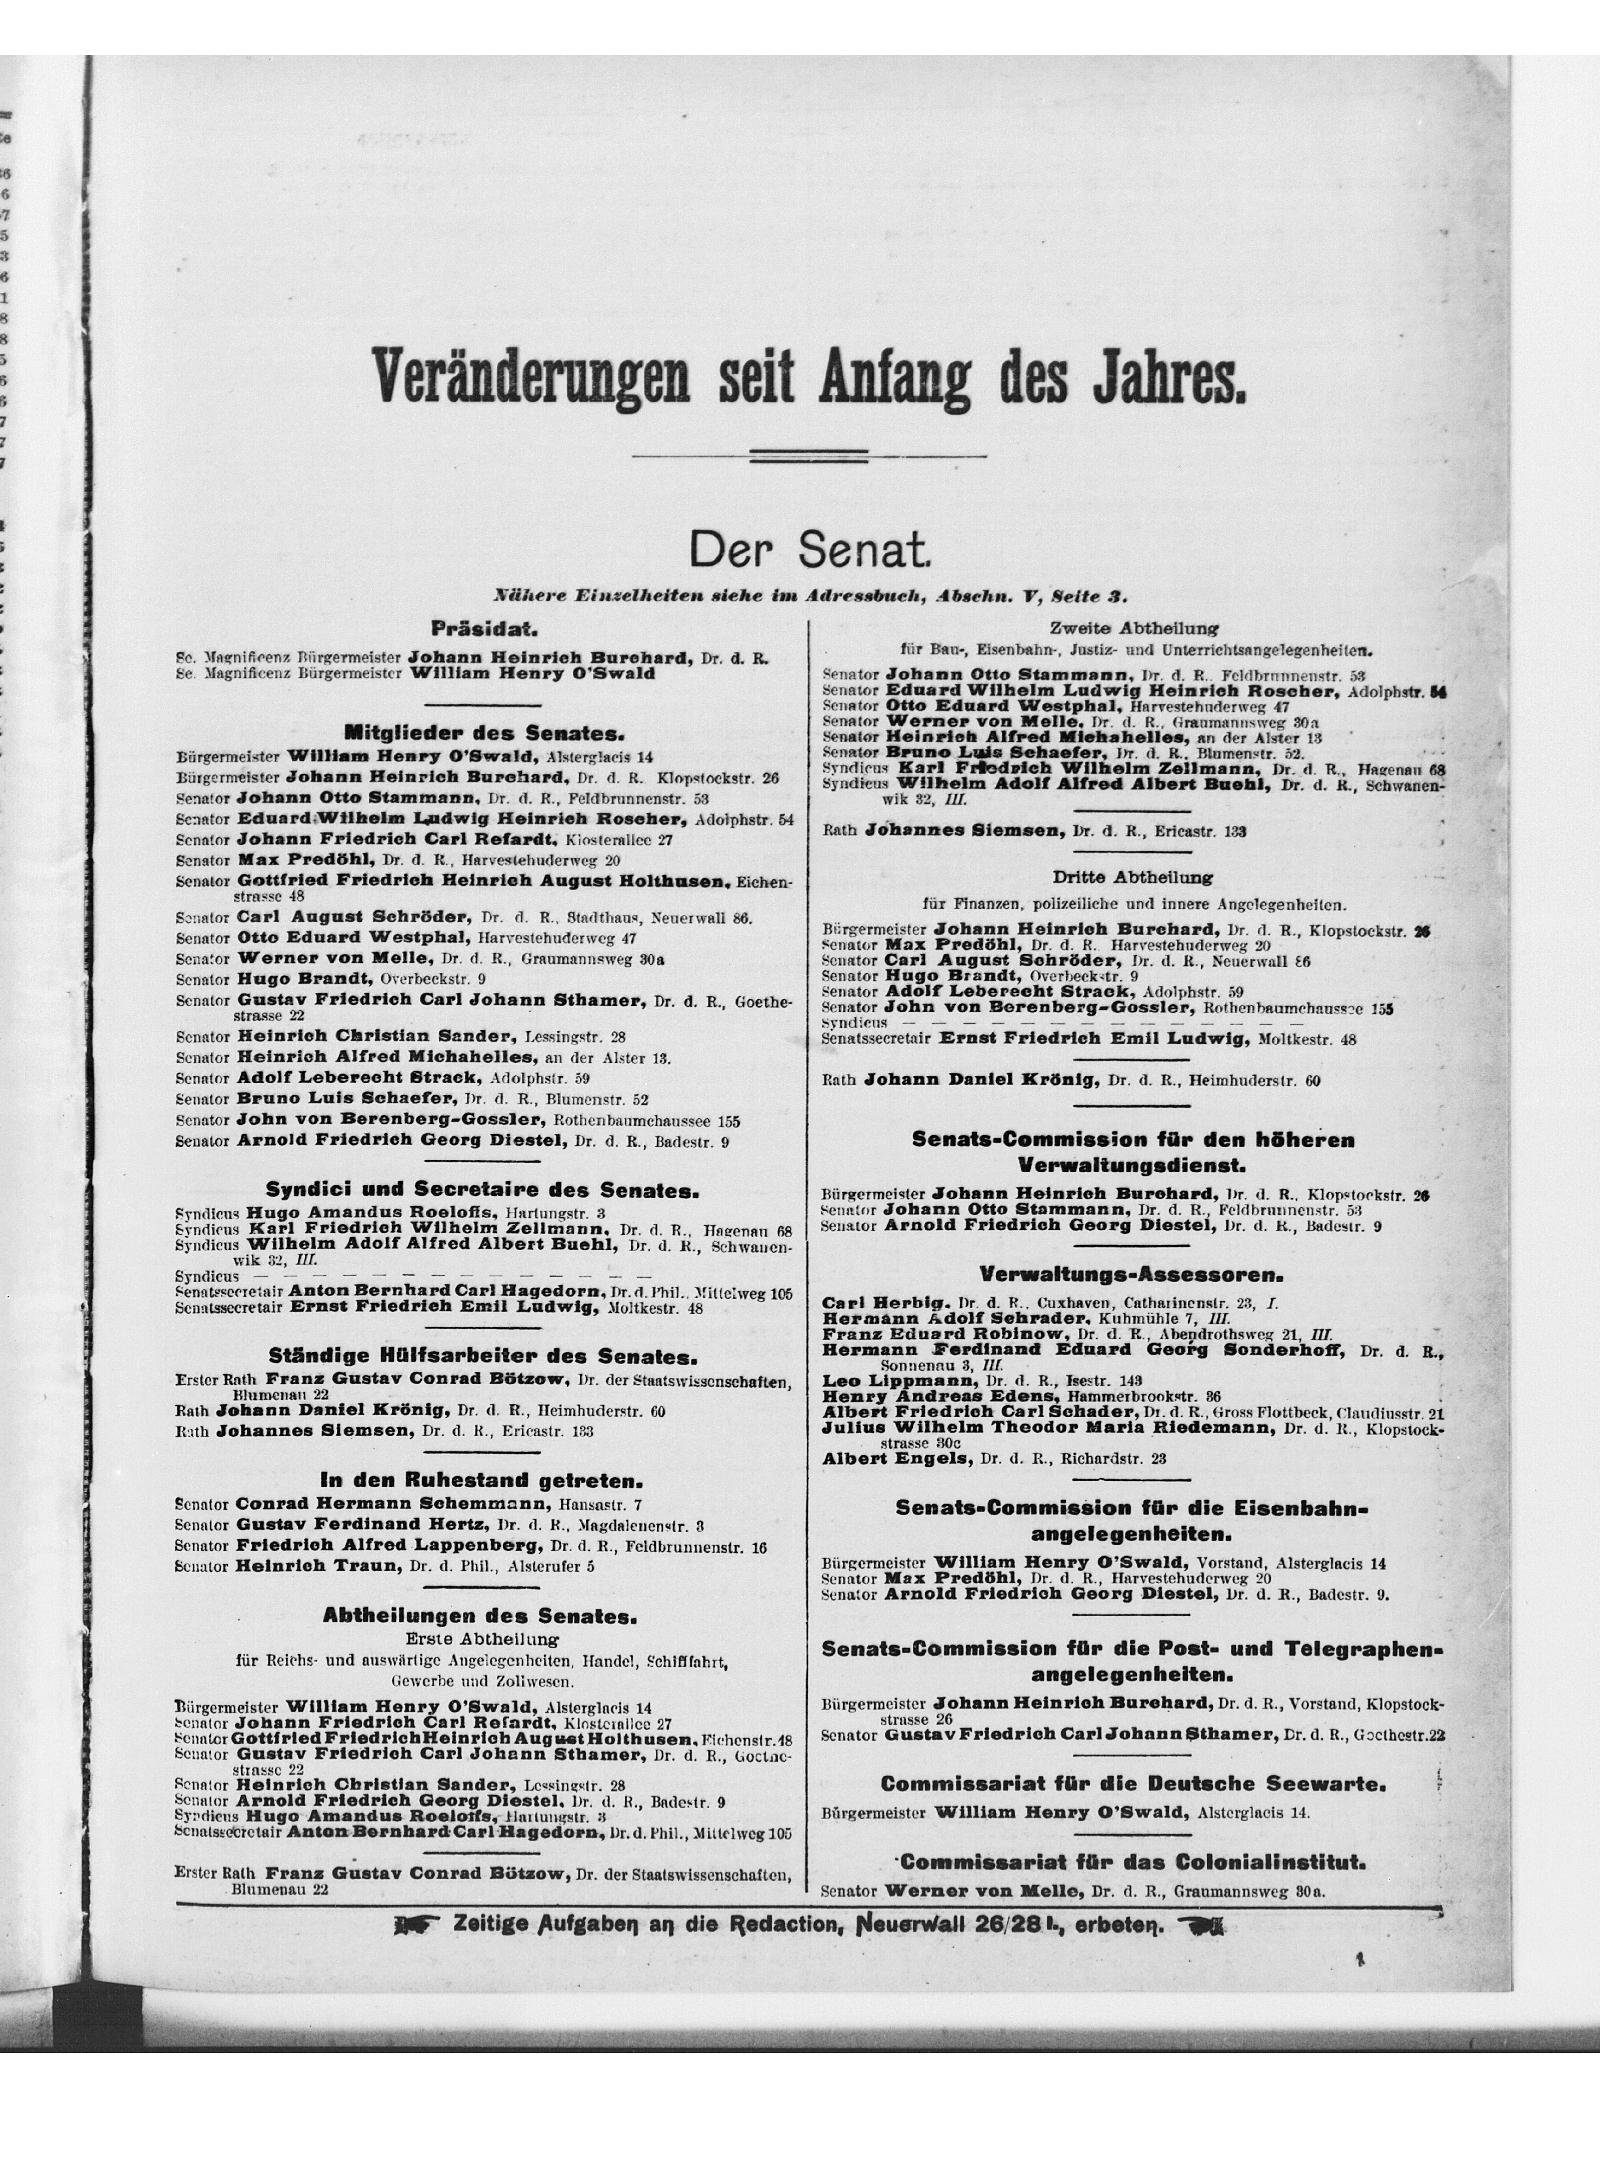 Veränderungen seit Anfang des Jahres.
Der Senat.
Nähere Einzelheiten siehe im Adressbuch, Abschn. V, Seite 3.
Präsidat.
Se. Magnificenz Bürgermeister Johann Heinrich Burchard, Dr. d. R.
Se. Magnificenz Bürgermeister William Henry O'Swald
Mitglieder des Senates.
Bürgermeister William Henry O'Swald, Alsterglacis 14
Bürgermeister Johann Heinrich Burchard, Dr. d. R. Klopstockstr. 26
Senator Johann Otto Stammann, Dr. d. R., Feldbrunnenstr. 53
Senator Eduard Wilhelm Ludwig Heinrich Roscher, Adolphstr. 54
Senator Johann Friedrich Carl Refardt, Klosterallee 27
Senator Max Predöhl, Dr. d. R., Harvestehuderweg 20
Senator Gottfried Friedrich Heinrich August Holthusen, Eichen-
strasse 48
Senator Carl August Schröder, Dr. d. R., Stadthaus, Neuerwall 86.
Senator Otto Eduard Westphal, Harvestehuderweg 47
Senator Werner von Melle, Dr. d. R., Graumannsweg 30a
Senator Hugo Brandt, Overbeckstr. 9
Senator Gustav Friedrich Carl Johann Sthamer, Dr. d. R., Goethe-
strasse 22
Senator Heinrich Christian Sander, Lessingstr. 28
Senator Heinrich Alfred Michahelles, an der Alster 13.
Senator Adolf Leberecht Strack, Adolphstr. 59
Senator Bruno Luis Schaefer, Dr. d. R., Blumenstr. 52
Senator John von Berenberg-Gossler, Rothenbaumchaussee 155
Senator Arnold Friedrich Georg Diestel, Dr. d. R., Badestr. 9
Syndici und Secretaire des Senates.
Syndicus Hugo Amandus Roeloffs, Hartungstr. 3
Syndicus Karl Friedrich Wilhelm Zellmann, Dr. d. R., Hagenau 68
Syndicus Wilhelm Adolf Alfred Albert Buehl, Dr. d. R., Schwanen-
wik 32, III.
Syndicus — — — — — — — — — — — — — —
Senatssecretair Anton Bernhard Carl Hagedorn, Dr. d. Phil., Mittelweg 105
Senatssecretair Ernst Friedrich Emil Ludwig, Moltkestr. 48
Ständige Hülfsarbeiter des Senates.
Erster Rath Franz Gustav Conrad Bötzow, Dr. der Staatswissenschaften,
Blumenau 22
Rath Johann Daniel Krönig, Dr. d. R., Heimhuderstr. 60
Rath Johannes Siemsen, Dr. d. R., Ericastr. 133
In den Ruhestand getreten.
Senator Conrad Hermann Schemmann, Hansastr. 7
Senator Gustav Ferdinand Hertz, Dr. d. R., Magdalenenstr. 3
Senator Friedrich Alfred Lappenberg, Dr. d. R., Feldbrunnenstr. 16
Senator Heinrich Traun, Dr. d. Phil., Alsterufer 5
Abtheilungen des Senates.
Erste Abtheilung
für Reichs- und auswärtige Angelegenheiten, Handel, Schifffahrt,
Gewerbe und Zollwesen.
Bürgermeister William Henry O'Swald, Alsterglacis 14
Senator Johann Friedrich Carl Refardt, Klosterallee 27
Senator Gottfried Friedrich Heinrich August Holthusen, Eichenstr. 48
Senator Gustav Friedrich Carl Johann Sthamer, Dr. d. R., Goethe-
strasse 22
Senator Heinrich Christian Sander, Lessingstr. 28
Senator Arnold Friedrich Georg Diestel, Dr. d. R., Badestr. 9
Syndicus Hugo Amandus Roeloffs, Hartungstr. 3
Senatssecretair Anton Bernhard Carl Hagedorn, Dr. d. Phil., Mittelweg 105
Erster Rath Franz Gustav Conrad Bötzow, Dr. der Staatswissenschaften,
Blumenau 22
Zweite Abtheilung
für Bau-, Eisenbahn-, Justiz- und Unterrichtsangelegenheiten.
Senator Johann Otto Stammann, Dr. d. R. Feldbrunnenstr. 53
Senator Eduard Wilhelm Ludwig Heinrich Roscher, Adolphstr. 54
Senator Otto Eduard Westphal, Harvestehuderweg 47
Senator Werner von Melle, Dr. d. R., Graumannsweg 30a
Senator Heinrich Alfred Michahelles, an der Alster 13
Senator Bruno Luis Schaefer, Dr. d. R., Blumenstr. 52.
Syndicus Karl Friedrich Wilhelm Zellmann, Dr. d. R., Hagenau 68
Syndicus Wilhelm Adolf Alfred Albert Buehl, Dr. d. R., Schwanen-
wik 32, III.
Rath Johannes Siemsen, Dr. d. R., Ericastr. 133
Dritte Abtheilung
für Finanzen, polizeiliche und innere Angelegenheiten.
Bürgermeister Johann Heinrich Burchard, Dr. d. R., Klopstockstr. 26
Senator Max Predöhl, Dr. d. R. Harvestehuderweg 20
Senator Carl August Schröder, Dr. d. R., Neuerwall 86
Senator Hugo Brandt, Overbeckstr. 9
Senator Adolf Leberecht Strack, Adolphstr. 59
Senator John von Berenberg-Gossler, Rothenbaumchaussee 155
Syndicus — — — — — — — — — — — — — —
Senatssecretair Ernst Friedrich Emil Ludwig, Moltkestr. 48
Rath Johann Daniel Krönig, Dr. d. R., Heimhuderstr. 60
Senats-Commission für den höheren
Verwaltungsdienst.
Bürgermeister Johann Heinrich Burchard, Dr. d. R., Klopstockstr. 26
Senator Johann Otto Stammann, Dr. d. R., Feldbrunnenstr. 53
Senator Arnold Friedrich Georg Diestel, Dr. d. R., Badestr. 9
Verwaltungs-Assessoren.
Carl Herbig, Dr. d. R., Cuxhaven, Catharinenstr. 23, I.
Hermann Adolf Schrader, Kuhmühle 7, III.
Franz Eduard Robinow, Dr. d. R., Abendrothsweg 21, III.
Hermann Ferdinand Eduard Georg Sonderhoff, Dr. d. R.,
Sonnenau 3, III.
Leo Lippmann, Dr. d. R., Isestr. 143
Henry Andreas Edens, Hammerbrookstr. 36
Albert Friedrich Carl Schader, Dr. d. R., Gross Flottbeck, Claudiusstr. 21
Julius Wilhelm Theodor Maria Riedemann, Dr. d. R., Klopstock-
strasse 30c
Albert Engels, Dr. d. R., Richardstr. 23
Senats-Commission für die Eisenbahn-
angelegenheiten.
Bürgermeister William Henry O'Swald, Vorstand, Alsterglacis 14
Senator Max Predöhl, Dr. d. R., Harvestehuderweg 20
Senator Arnold Friedrich Georg Diestel, Dr. d. R., Badestr. 9.
Senats-Commission für die Post- und Telegraphen-
angelegenheiten.
Bürgermeister Johann Heinrich Burchard, Dr. d. R., Vorstand, Klopstock-
strasse 26
Senator Gustav Friedrich Carl Johann Sthamer, Dr. d. R., Goethestr. 22
Commissariat für die Deutsche Seewarte.
Bürgermeister William Henry O'Swald, Alsterglacis 14.
Commissariat für das Colonialinstitut.
Senator Werner von Melle, Dr. d. R., Graumannsweg 30a.
Zeitige Aufgaben an die Redaction, Neuerwall 26/28 I., erbeten.
1